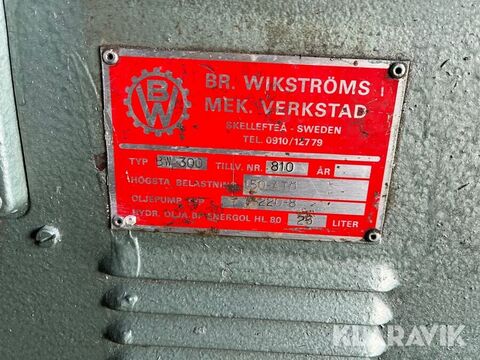 BW
BR. WIKSTRÖMS
MEK. VERKSTAD
SKELLEFTEÅ - SWEDEN
TEL. 0910/12779
TYP BW 300 TILLV. NR. 810 ÅR
HÖGSTA BELASTNING
OLJEPUMP TYP
HYDR. OLJA BP ENERGOL HL 80 25 LITER
KLARAVIK